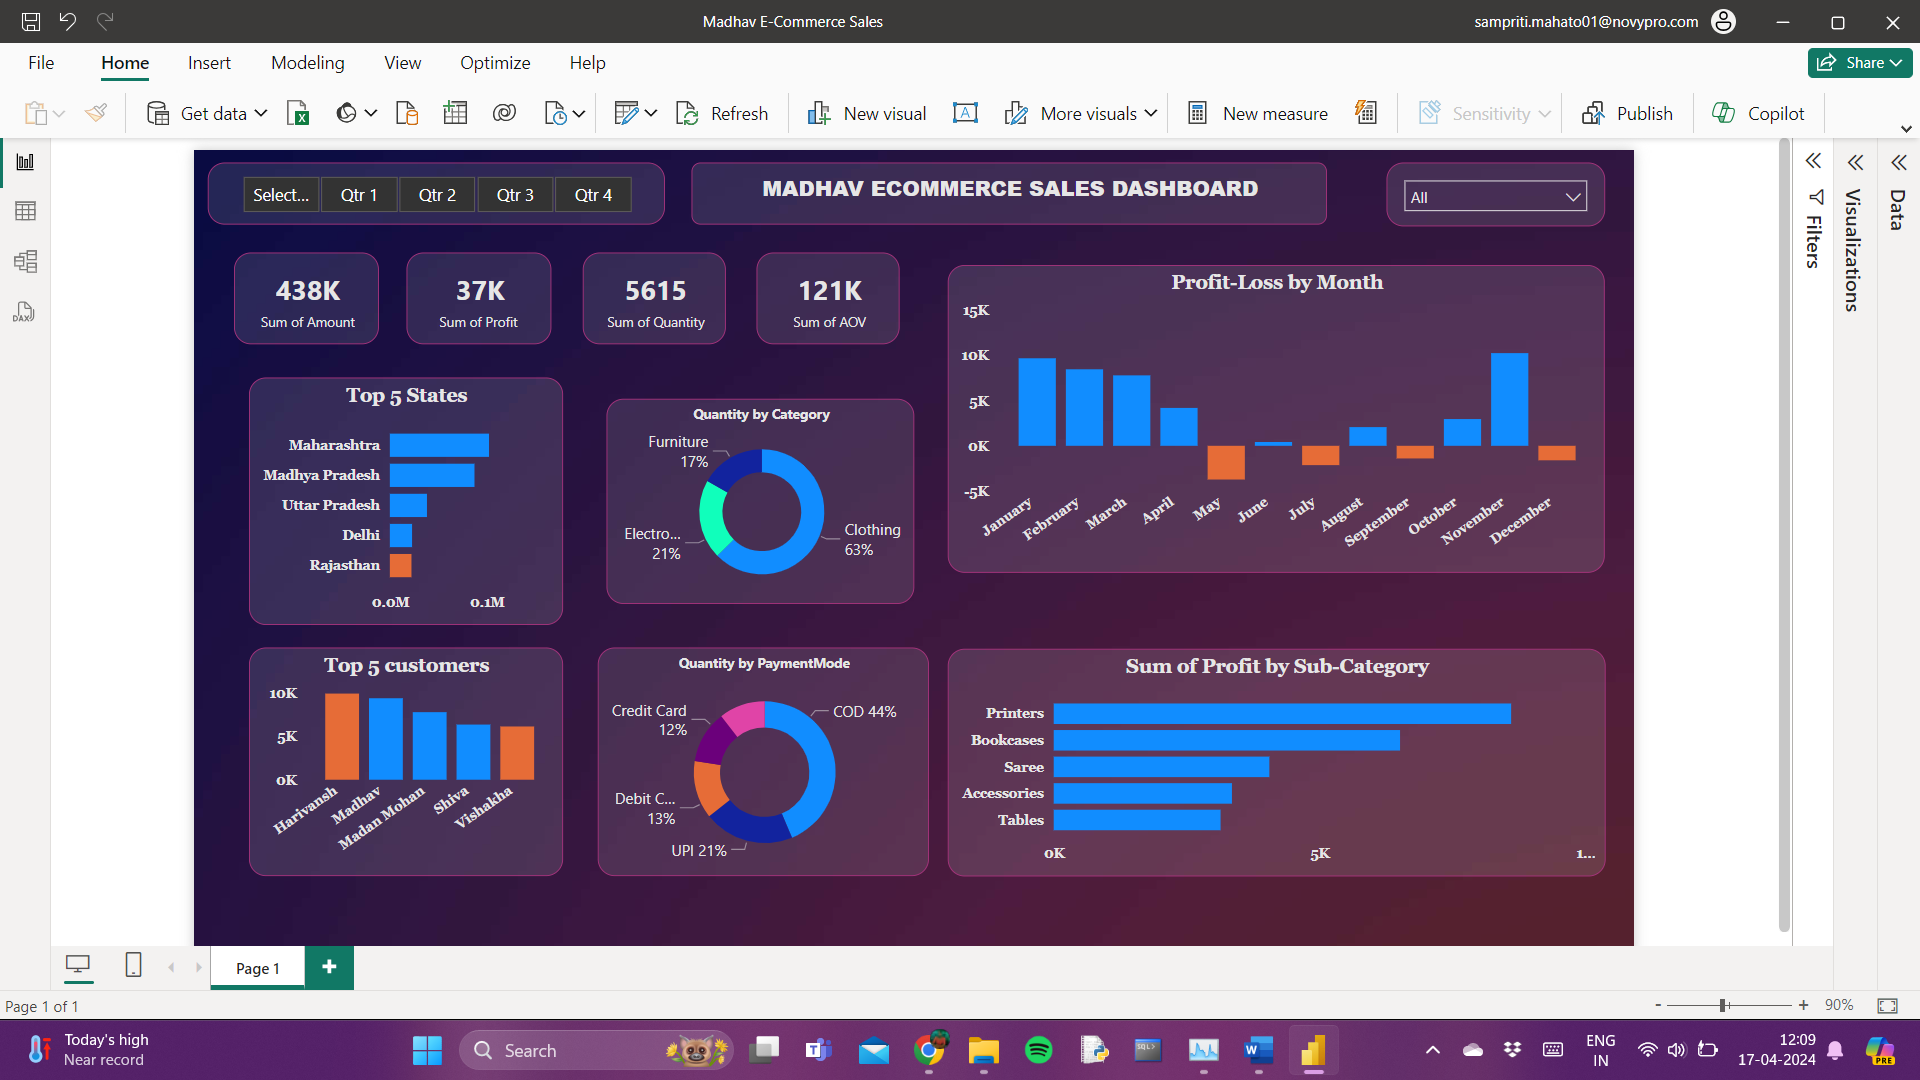 Madhav E-Commerce Sales
sampriti.mahato01@novypro.com
File Home Insert Modeling View Optimize Help
Share
Get data
Refresh
New visual
More visuals
New measure
Sensitivity
Publish
Copilot
DAX
Select... Qtr 1 Qtr 2 Qtr 3 Qtr 4
MADHAV ECOMMERCE SALES DASHBOARD
All
438K
Sum of Amount
37K
Sum of Profit
5615
Sum of Quantity
121K
Sum of AOV
Profit-Loss by Month
15K
10K
5K
0K
-5K
January
February
March
April
May
June
July
August
September
October
November
December
Top 5 States
Maharashtra
Madhya Pradesh
Uttar Pradesh
Delhi
Rajasthan
0.0M 0.1M
Quantity by Category
Furniture
17%
Electro...
21%
Clothing
63%
Top 5 customers
10K
5K
0K
Harivansh
Madhav
Madan Mohan
Shiva
Vishakha
Quantity by PaymentMode
Credit Card
12%
COD 44%
Debit C...
13%
UPI 21%
Sum of Profit by Sub-Category
Printers
Bookcases
Saree
Accessories
Tables
0K 5K 1...
Filters
Visualizations
Data
Page 1
Page 1 of 1
- + 90%
Today's high
Near record
Search
SQL>
ENG
IN
12:09
17-04-2024
PRE